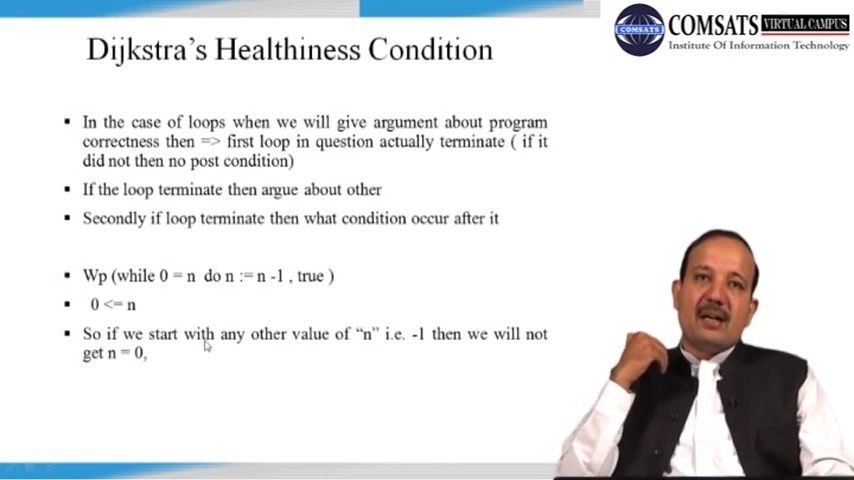 COMSATS VIRTUAL CAMPUS
COMSATS
Institute Of Information Technology
Dijkstra's Healthiness Condition
▪ In the case of loops when we will give argument about program
correctness then => first loop in question actually terminate ( if it
did not then no post condition)
▪ If the loop terminate then argue about other
▪ Secondly if loop terminate then what condition occur after it
▪ Wp (while 0 = n do n := n -1 , true )
▪ 0 <= n
▪ So if we start with any other value of “n” i.e. -1 then we will not
get n = 0,